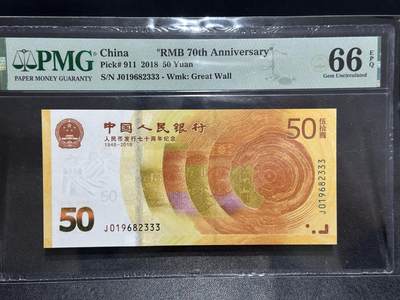 PMG
PAPER MONEY GUARANTY
China "RMB 70th Anniversary"
Pick# 911 2018 50 Yuan
S/N J019682333 - Wmk: Great Wall
66 EPQ
Gem Uncirculated
中国人民银行
人民币发行七十周年纪念
1948-2018
50
伍拾圆
50
J019682333
J019682333